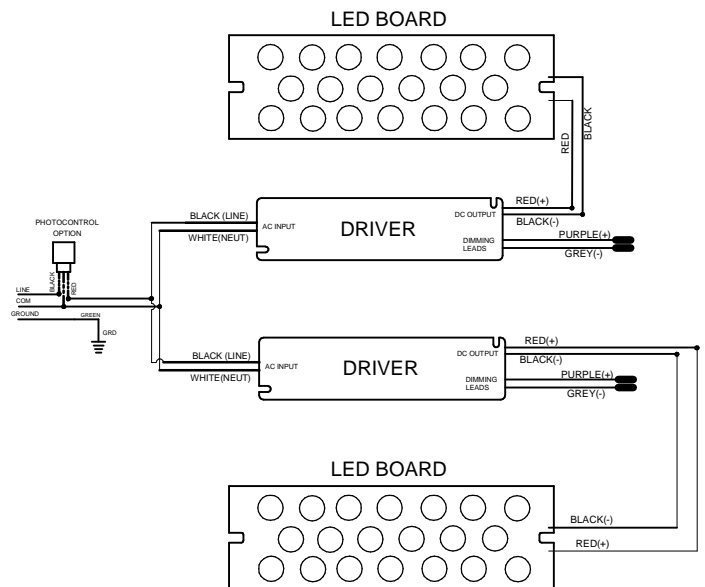 LED BOARD
RED
BLACK
BLACK (LINE)
WHITE(NEUT)
AC INPUT
DRIVER
DC OUTPUT
DIMMING
LEADS
RED(+)
BLACK(-)
PURPLE(+)
GREY(-)
PHOTOCONTROL
OPTION
BLACK
RED
LINE
COM
GROUND
GREEN
GRD
BLACK (LINE)
WHITE(NEUT)
AC INPUT
DRIVER
DC OUTPUT
DIMMING
LEADS
RED(+)
BLACK(-)
PURPLE(+)
GREY(-)
LED BOARD
BLACK(-)
RED(+)